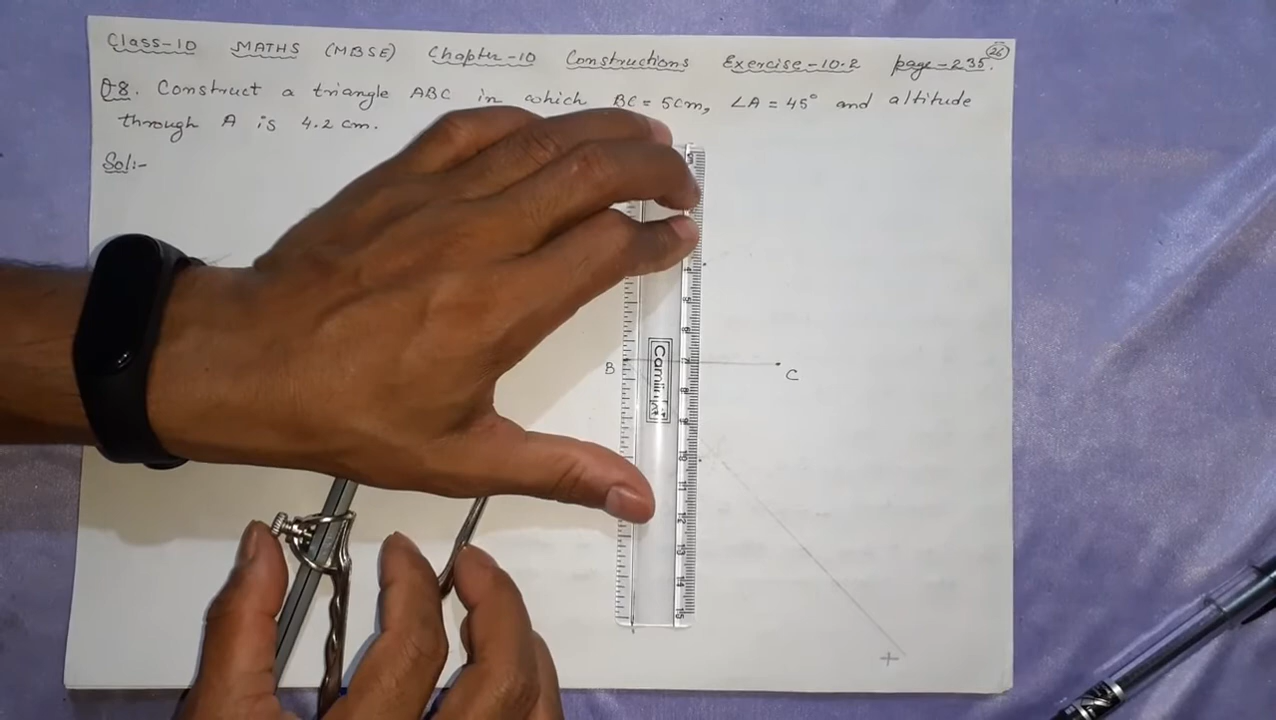 Class-10 MATHS (MBSE) Chapter-10 Constructions Exercise-10.2 page-235.
26
Q8. Construct a triangle ABC in which BC = 5cm, ∠A = 45° and altitude
through A is 4.2 cm.
Sol:-
B
C